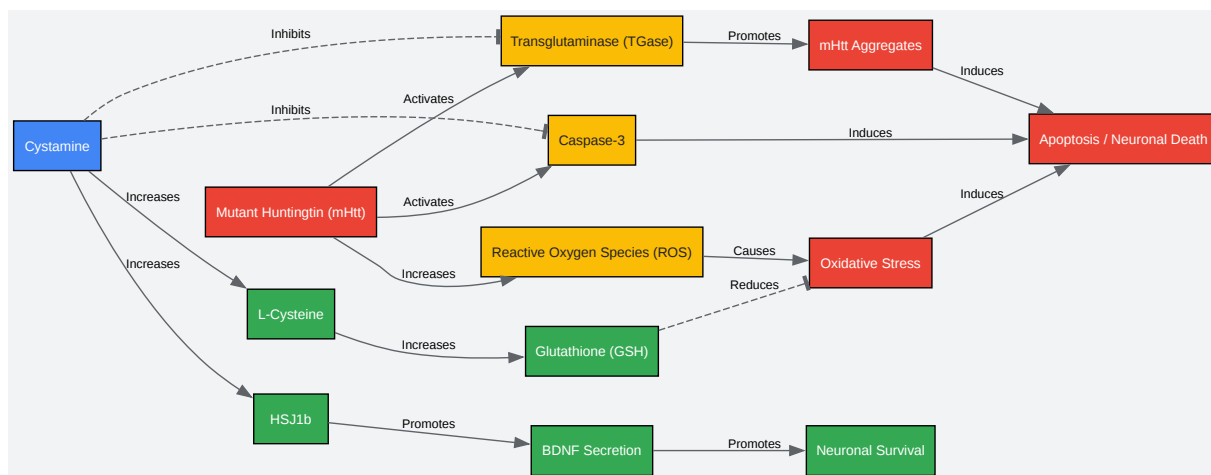 Inhibits
Transglutaminase (TGase)
Promotes
mHtt Aggregates
Induces
Activates
Inhibits
Cystamine
Caspase-3
Induces
Apoptosis / Neuronal Death
Increases
Mutant Huntingtin (mHtt)
Activates
Induces
Reactive Oxygen Species (ROS)
Causes
Oxidative Stress
Increases
Increases
Reduces
L-Cysteine
Increases
Glutathione (GSH)
HSJ1b
Promotes
BDNF Secretion
Promotes
Neuronal Survival